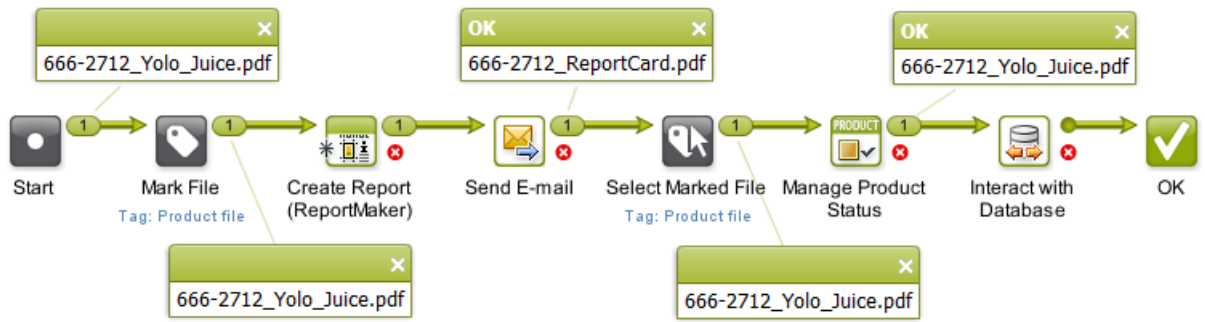 OK
OK
666-2712_Yolo_Juice.pdf
666-2712_ReportCard.pdf
666-2712_Yolo_Juice.pdf
1
1
1
1
1
1
PRODUCT
Start
Mark File
Tag: Product file
Create Report
(ReportMaker)
Send E-mail
Select Marked File
Tag: Product file
Manage Product
Status
Interact with
Database
OK
666-2712_Yolo_Juice.pdf
666-2712_Yolo_Juice.pdf